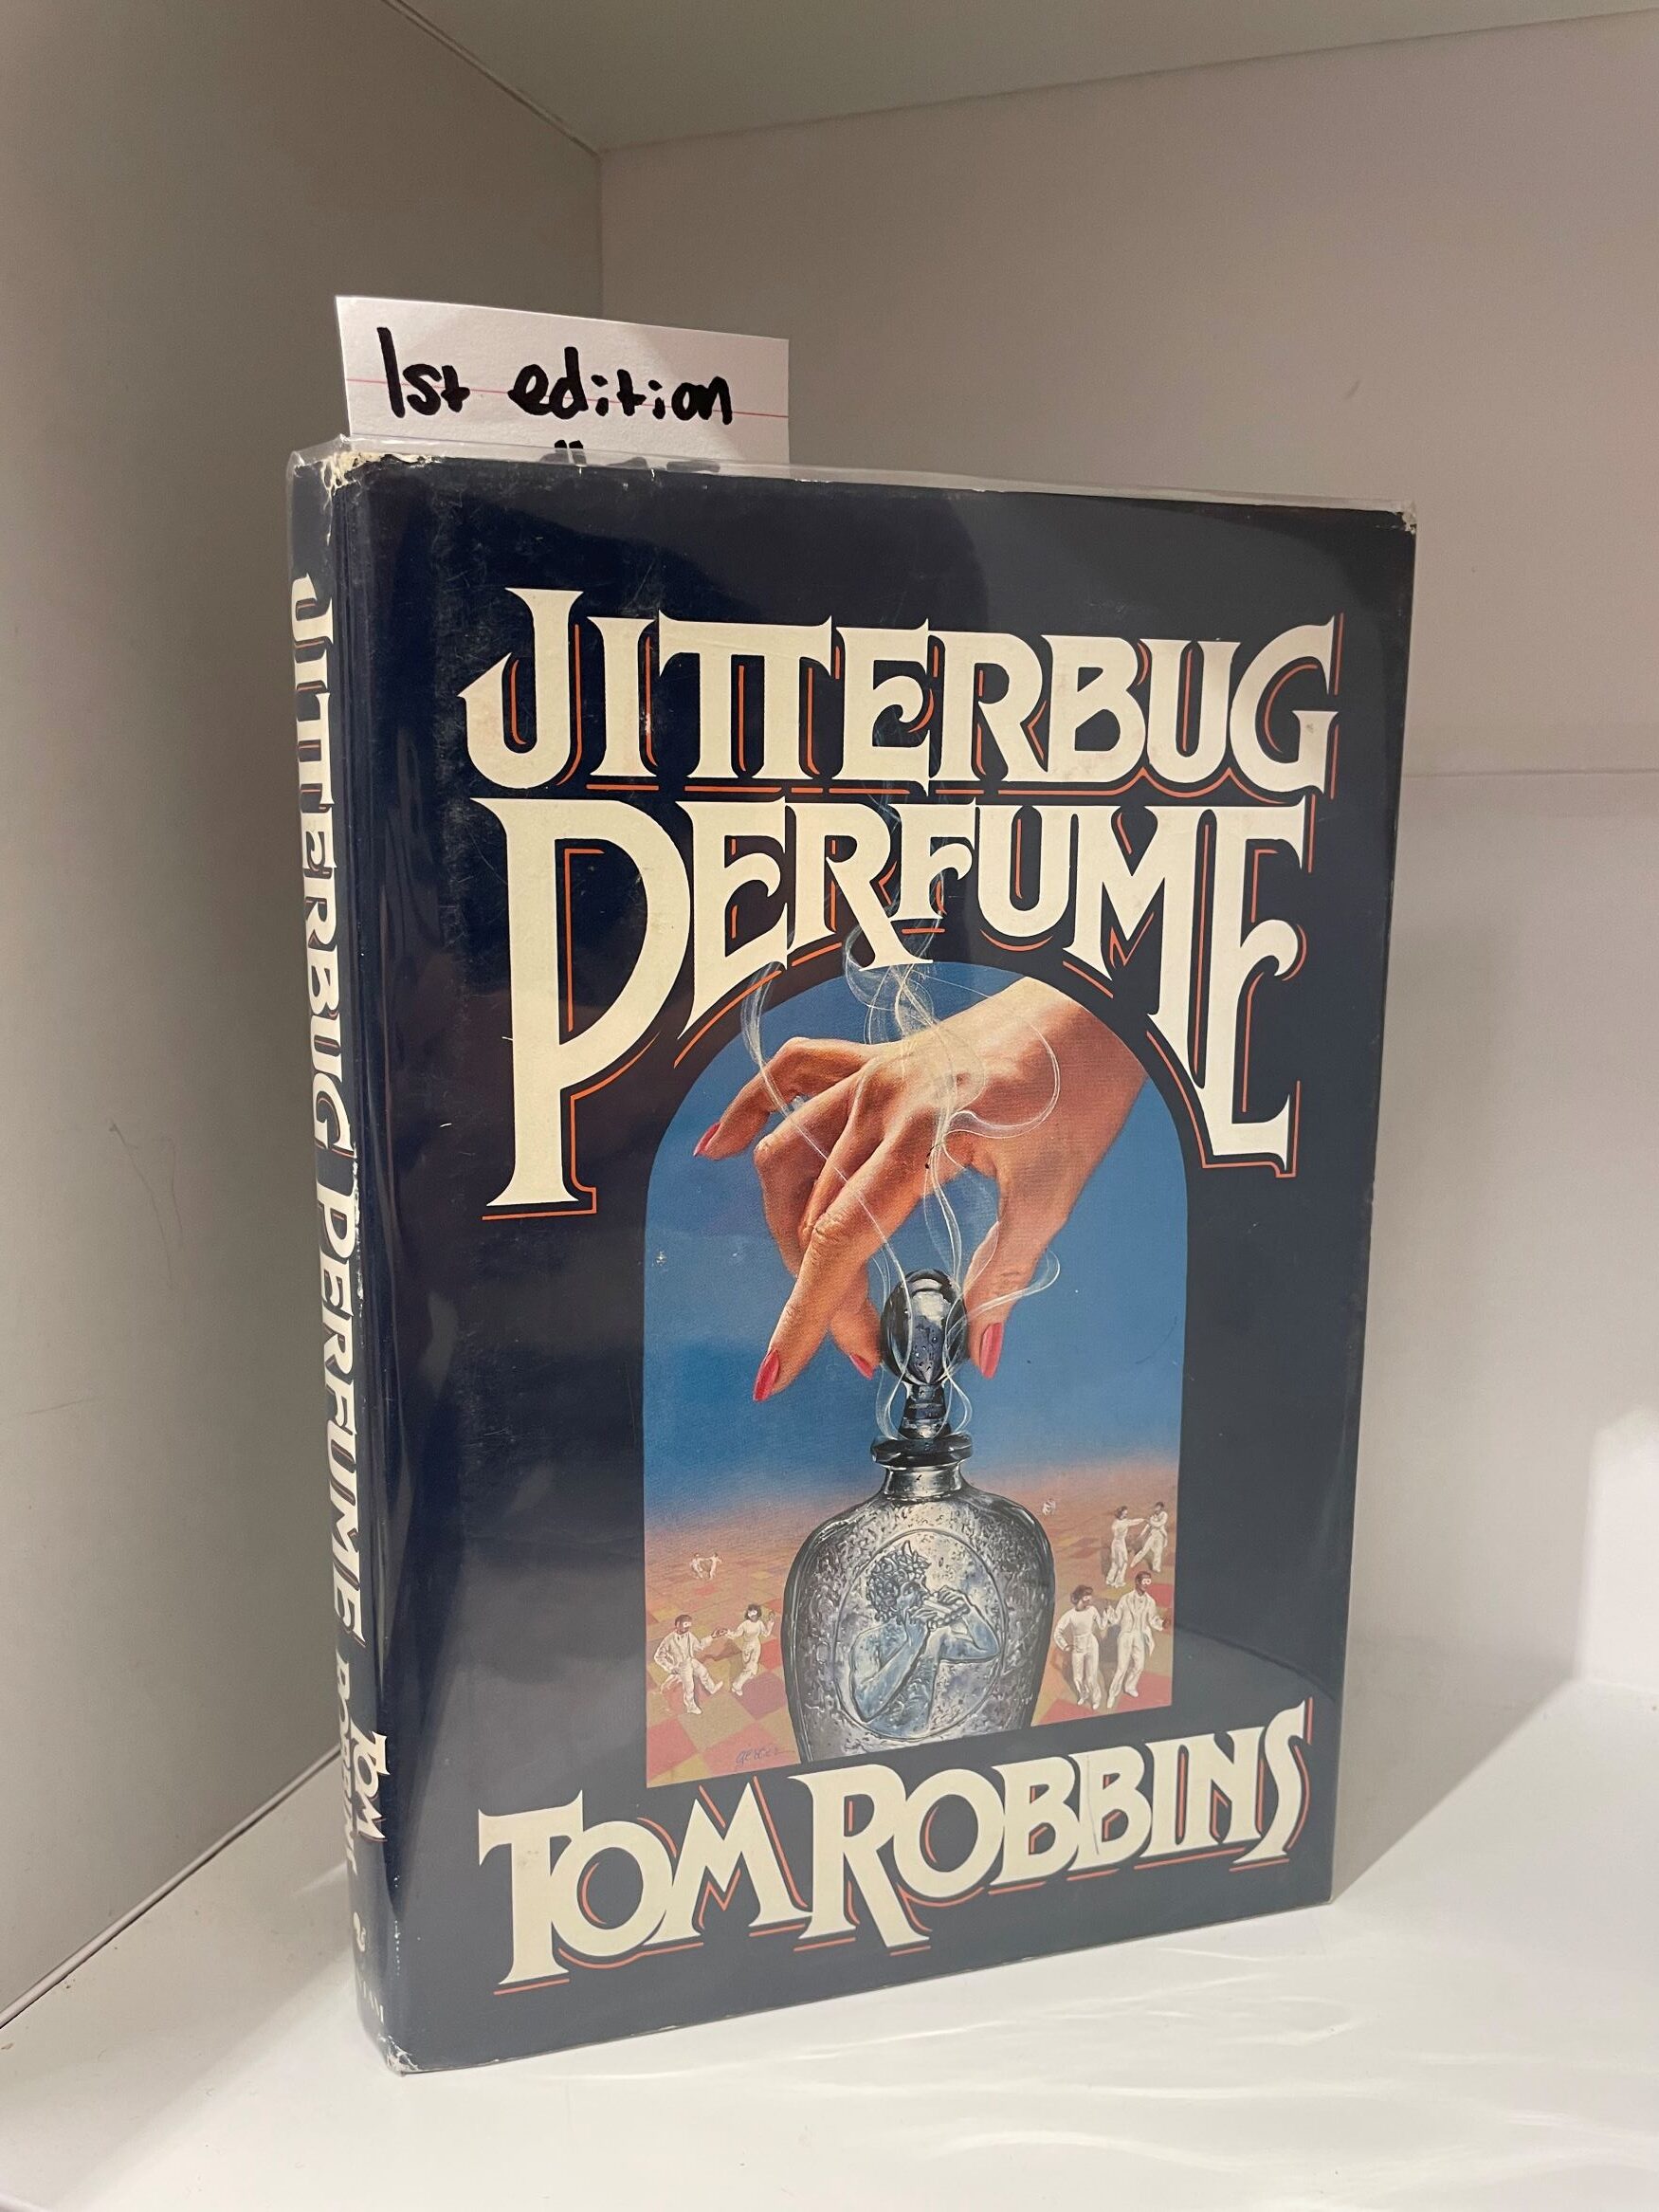 1st edition
JITTERBUG
PERFUME
TOM ROBBINS
JITTERBUG PERFUME
TOM
ROBBINS